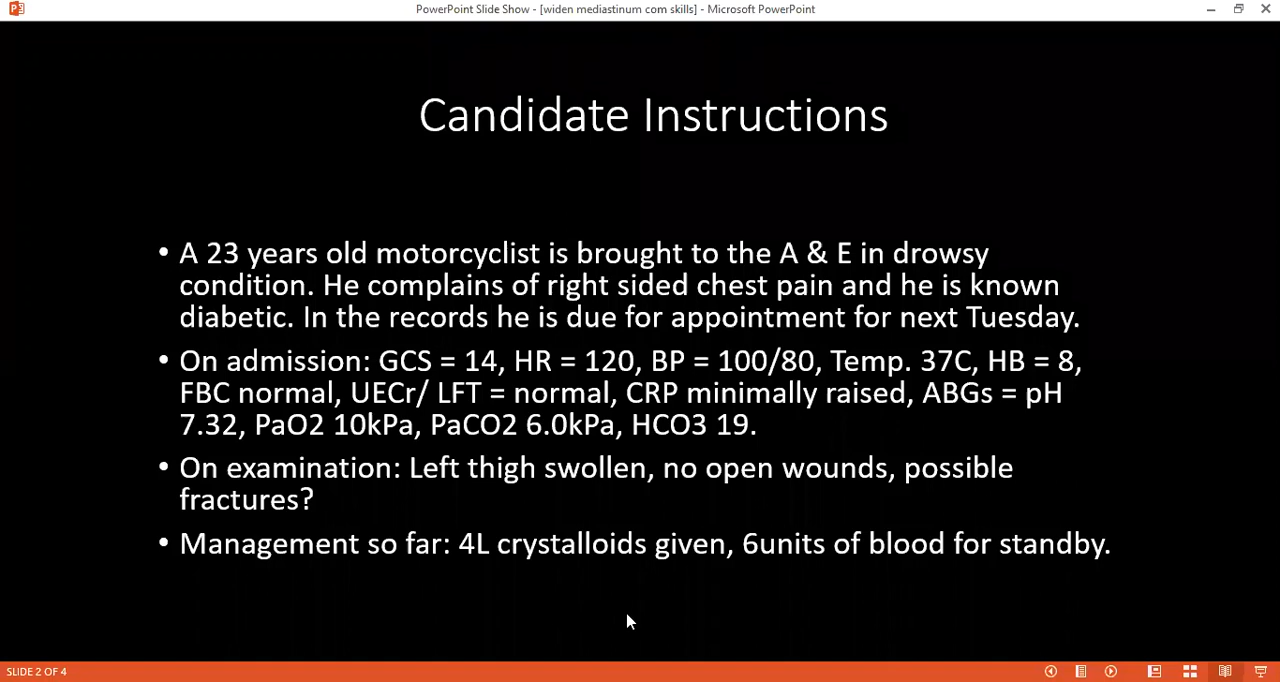 PowerPoint Slide Show - [widen mediastinum com skills] - Microsoft PowerPoint
Candidate Instructions
• A 23 years old motorcyclist is brought to the A & E in drowsy
condition. He complains of right sided chest pain and he is known
diabetic. In the records he is due for appointment for next Tuesday.
• On admission: GCS = 14, HR = 120, BP = 100/80, Temp. 37C, HB = 8,
FBC normal, UECr/ LFT = normal, CRP minimally raised, ABGs = pH
7.32, PaO2 10kPa, PaCO2 6.0kPa, HCO3 19.
• On examination: Left thigh swollen, no open wounds, possible
fractures?
• Management so far: 4L crystalloids given, 6units of blood for standby.
SLIDE 2 OF 4